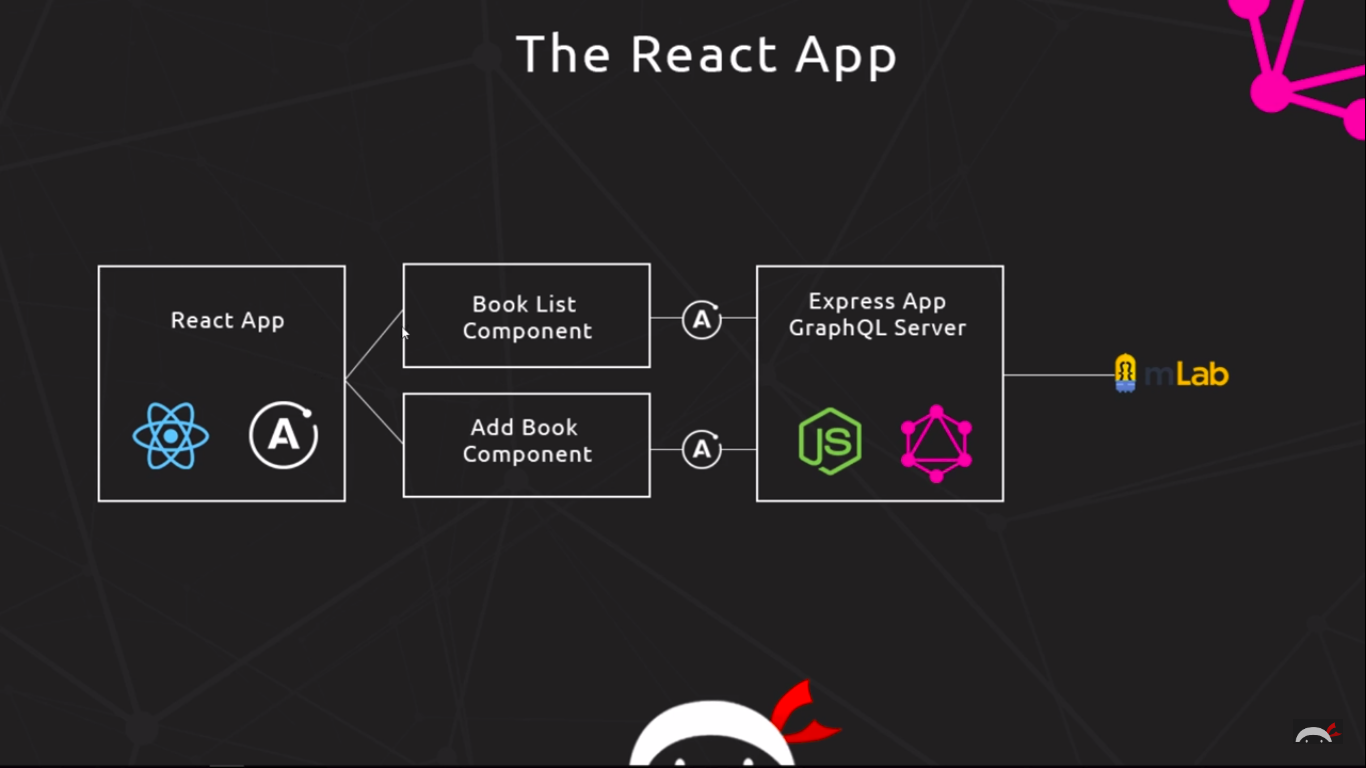 The React App
React App
A
Book List
Component
A
Add Book
Component
A
Express App
GraphQL Server
JS
mLab